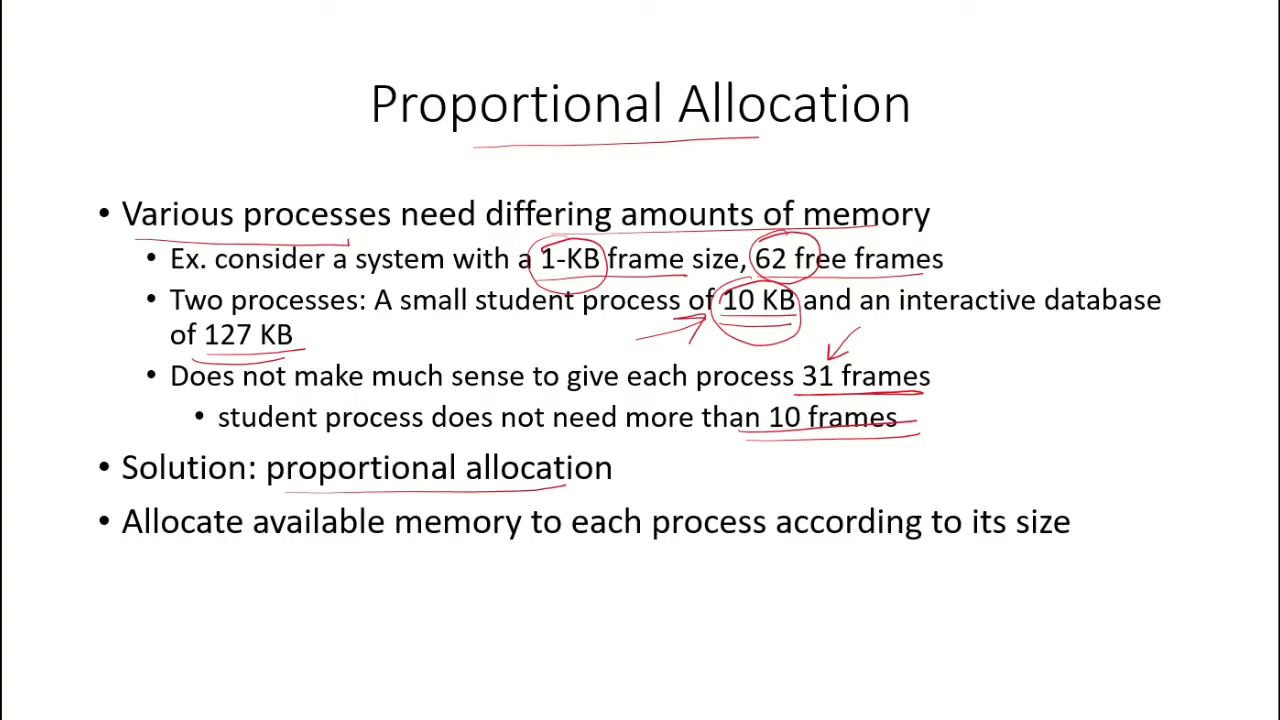 Proportional Allocation
• Various processes need differing amounts of memory
• Ex. consider a system with a 1-KB frame size, 62 free frames
• Two processes: A small student process of 10 KB and an interactive database
of 127 KB
• Does not make much sense to give each process 31 frames
• student process does not need more than 10 frames
• Solution: proportional allocation
• Allocate available memory to each process according to its size